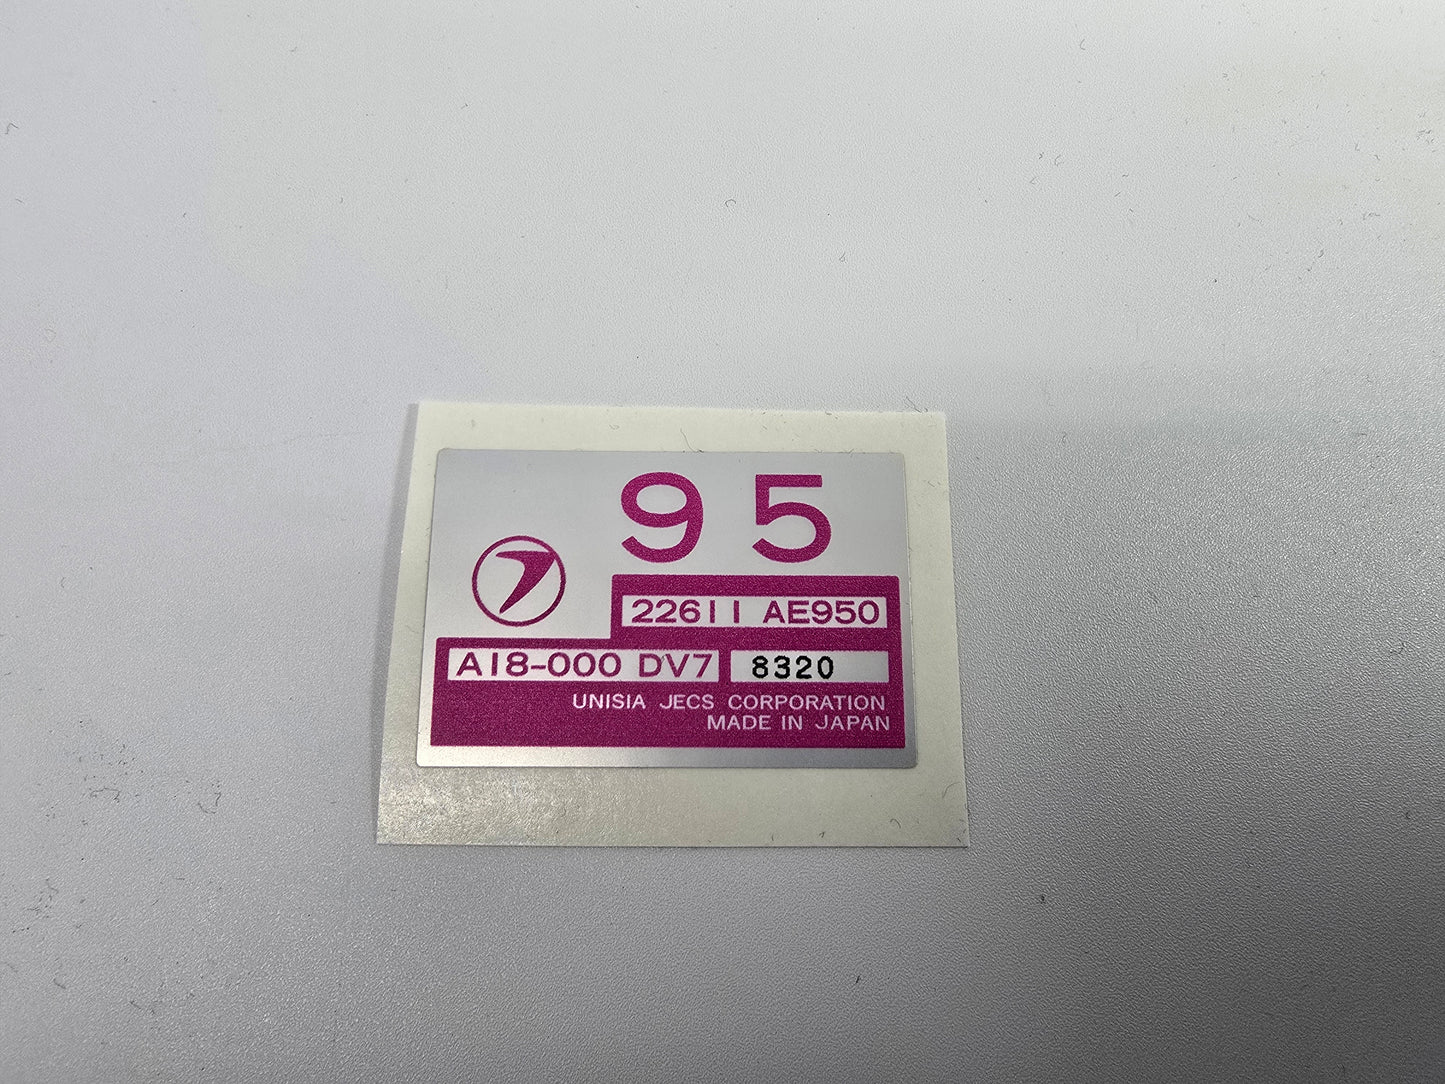 95
22611 AE950
A18-000 DV7 8320
UNISIA JECS CORPORATION
MADE IN JAPAN